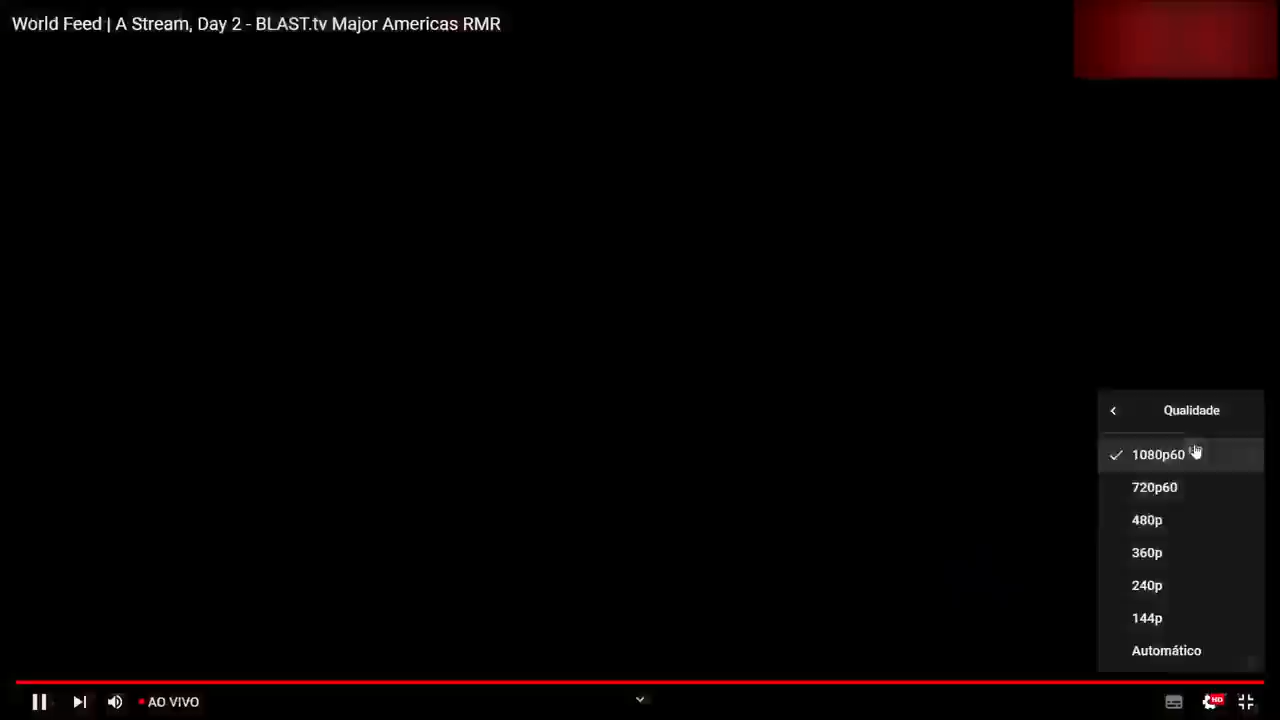 World Feed | A Stream, Day 2 - BLAST.tv Major Americas RMR
Qualidade
1080p60
720p60
480p
360p
240p
144p
Automático
AO VIVO
HD